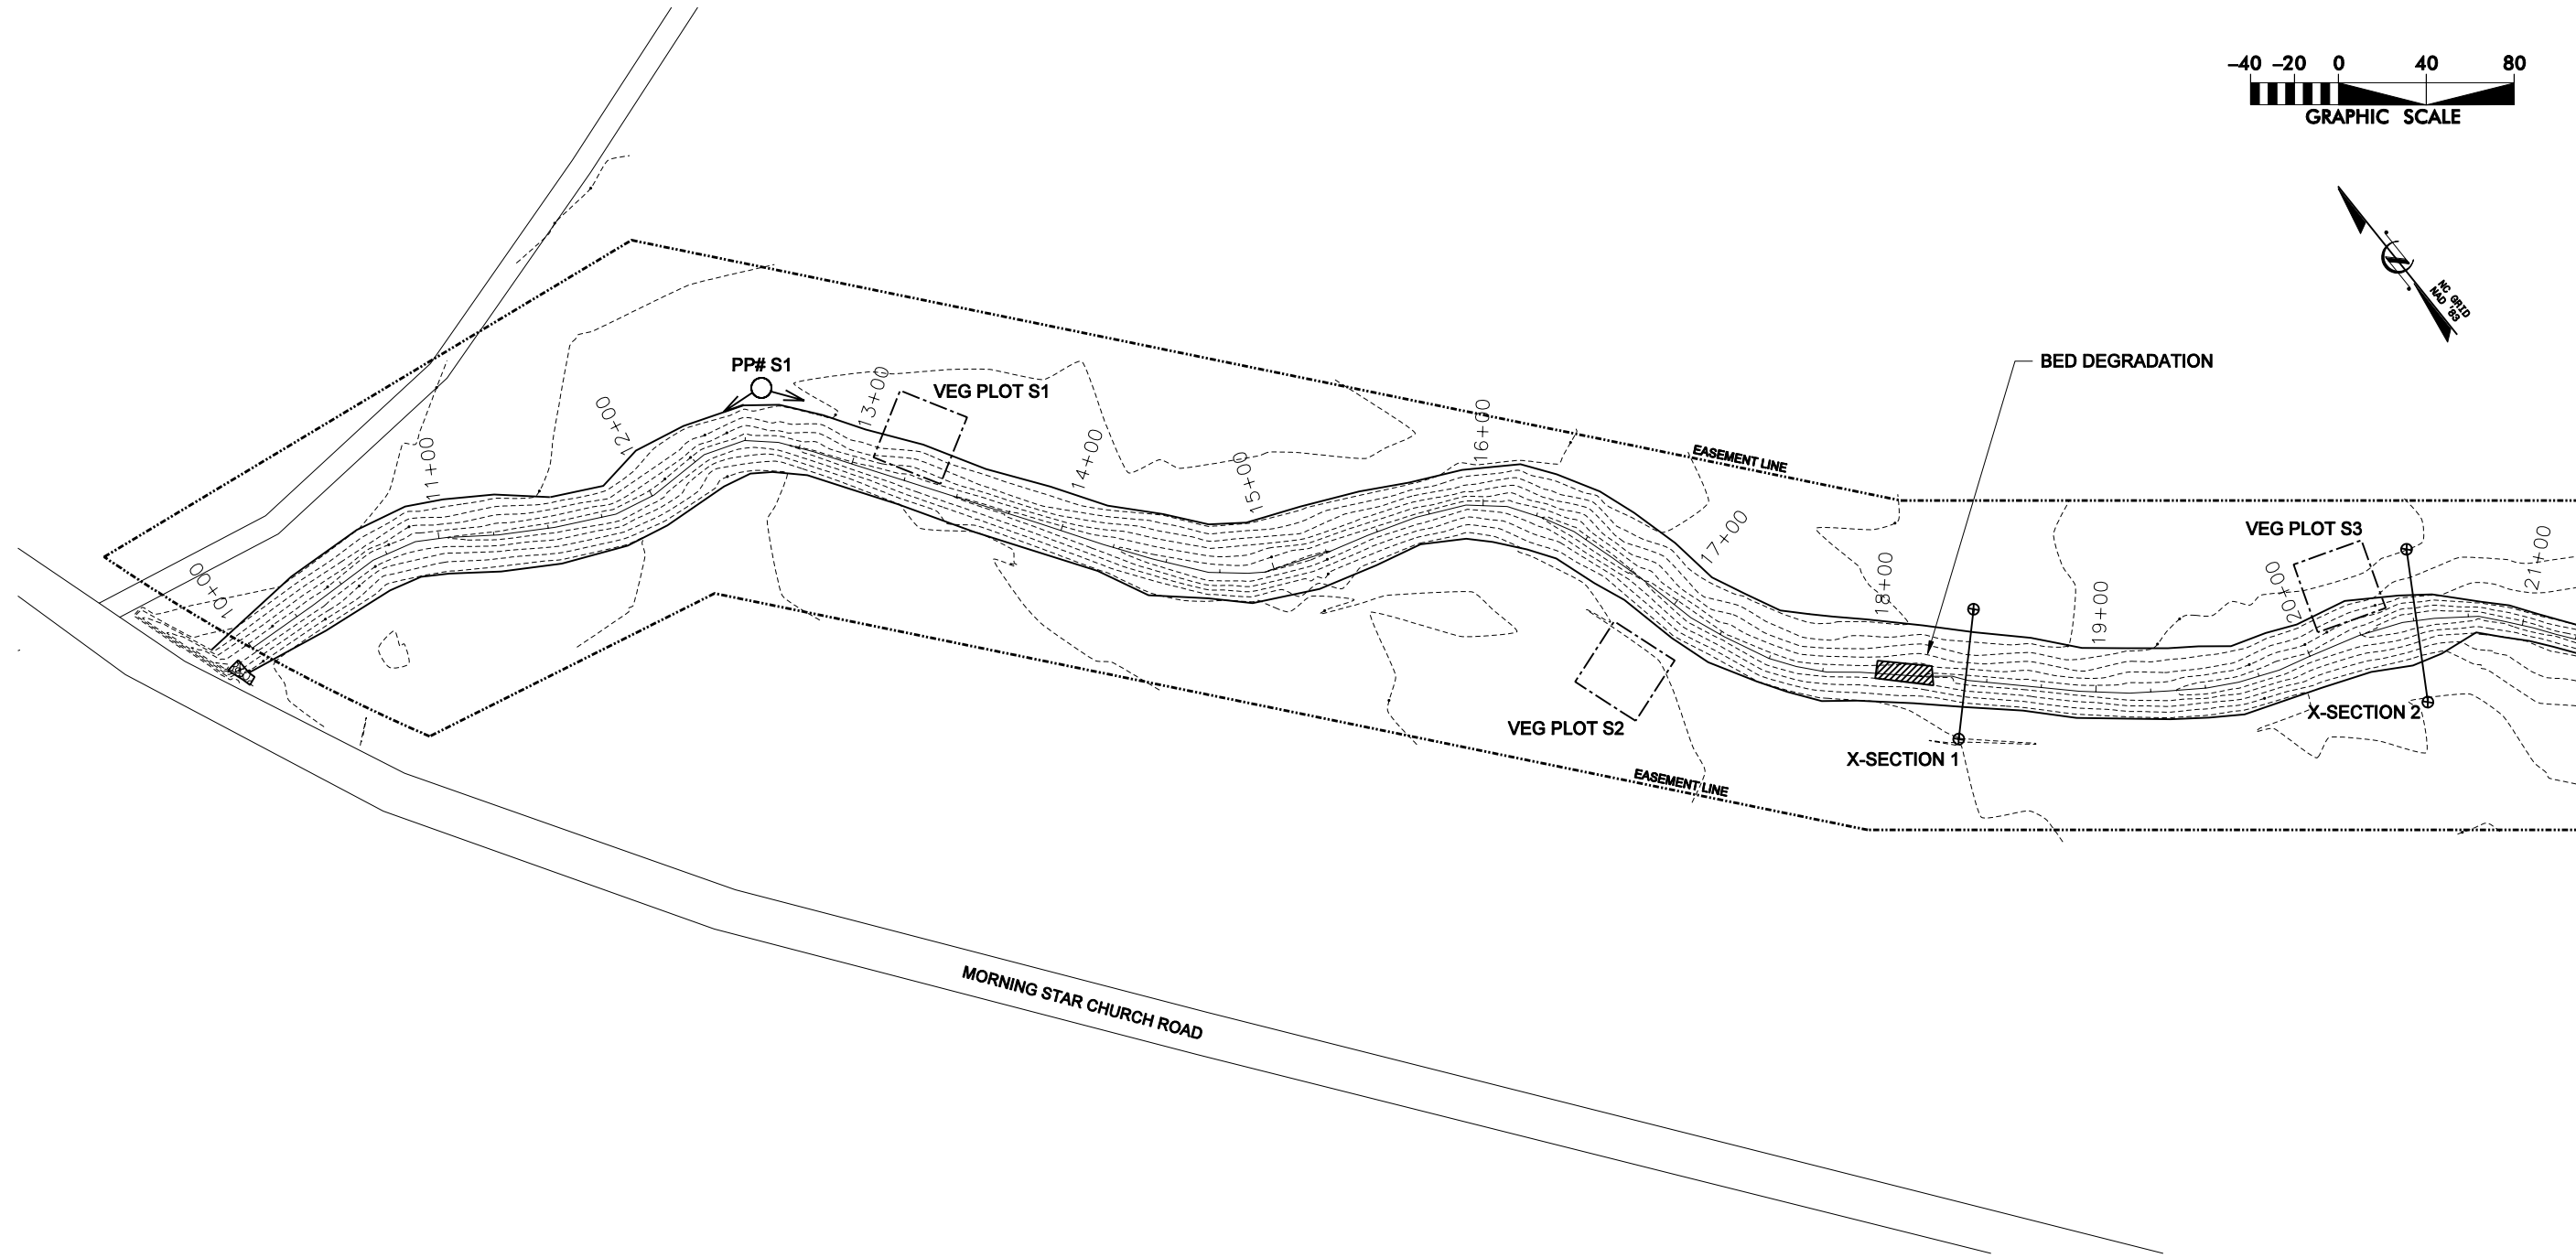 -40 -20 0 40 80
GRAPHIC SCALE
N
NC GRID
NAD '83
BED DEGRADATION
PP# S1
VEG PLOT S1
10+00
11+00
12+00
13+00
14+00
15+00
16+00
17+00
18+00
19+00
20+00
21+00
EASEMENT LINE
VEG PLOT S3
VEG PLOT S2
X-SECTION 1
X-SECTION 2
EASEMENT LINE
MORNING STAR CHURCH ROAD